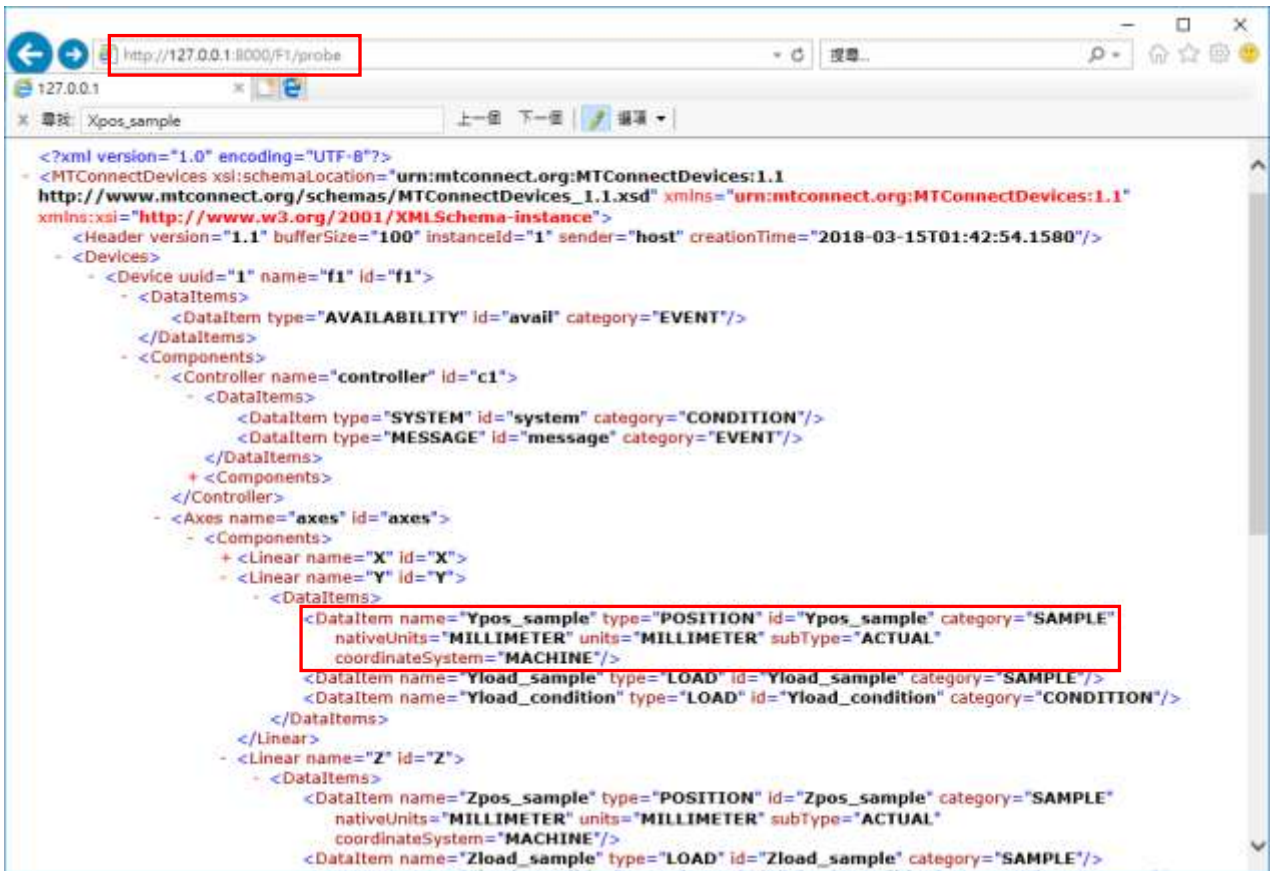 http://127.0.0.1:8000/F1/probe
搜尋...
127.0.0.1
× 尋找: Xpos_sample 上一個 下一個 選項 ▾
<?xml version="1.0" encoding="UTF-8"?>
- <MTConnectDevices xsi:schemaLocation="urn:mtconnect.org:MTConnectDevices:1.1
http://www.mtconnect.org/schemas/MTConnectDevices_1.1.xsd" xmlns="urn:mtconnect.org:MTConnectDevices:1.1"
xmlns:xsi="http://www.w3.org/2001/XMLSchema-instance">
<Header version="1.1" bufferSize="100" instanceId="1" sender="host" creationTime="2018-03-15T01:42:54.1580"/>
- <Devices>
- <Device uuid="1" name="f1" id="f1">
- <DataItems>
<DataItem type="AVAILABILITY" id="avail" category="EVENT"/>
</DataItems>
- <Components>
- <Controller name="controller" id="c1">
- <DataItems>
<DataItem type="SYSTEM" id="system" category="CONDITION"/>
<DataItem type="MESSAGE" id="message" category="EVENT"/>
</DataItems>
+ <Components>
</Controller>
- <Axes name="axes" id="axes">
- <Components>
+ <Linear name="X" id="X">
- <Linear name="Y" id="Y">
- <DataItems>
<DataItem name="Ypos_sample" type="POSITION" id="Ypos_sample" category="SAMPLE"
nativeUnits="MILLIMETER" units="MILLIMETER" subType="ACTUAL"
coordinateSystem="MACHINE"/>
<DataItem name="Yload_sample" type="LOAD" id="Yload_sample" category="SAMPLE"/>
<DataItem name="Yload_condition" type="LOAD" id="Yload_condition" category="CONDITION"/>
</DataItems>
</Linear>
- <Linear name="Z" id="Z">
- <DataItems>
<DataItem name="Zpos_sample" type="POSITION" id="Zpos_sample" category="SAMPLE"
nativeUnits="MILLIMETER" units="MILLIMETER" subType="ACTUAL"
coordinateSystem="MACHINE"/>
<DataItem name="Zload_sample" type="LOAD" id="Zload_sample" category="SAMPLE"/>